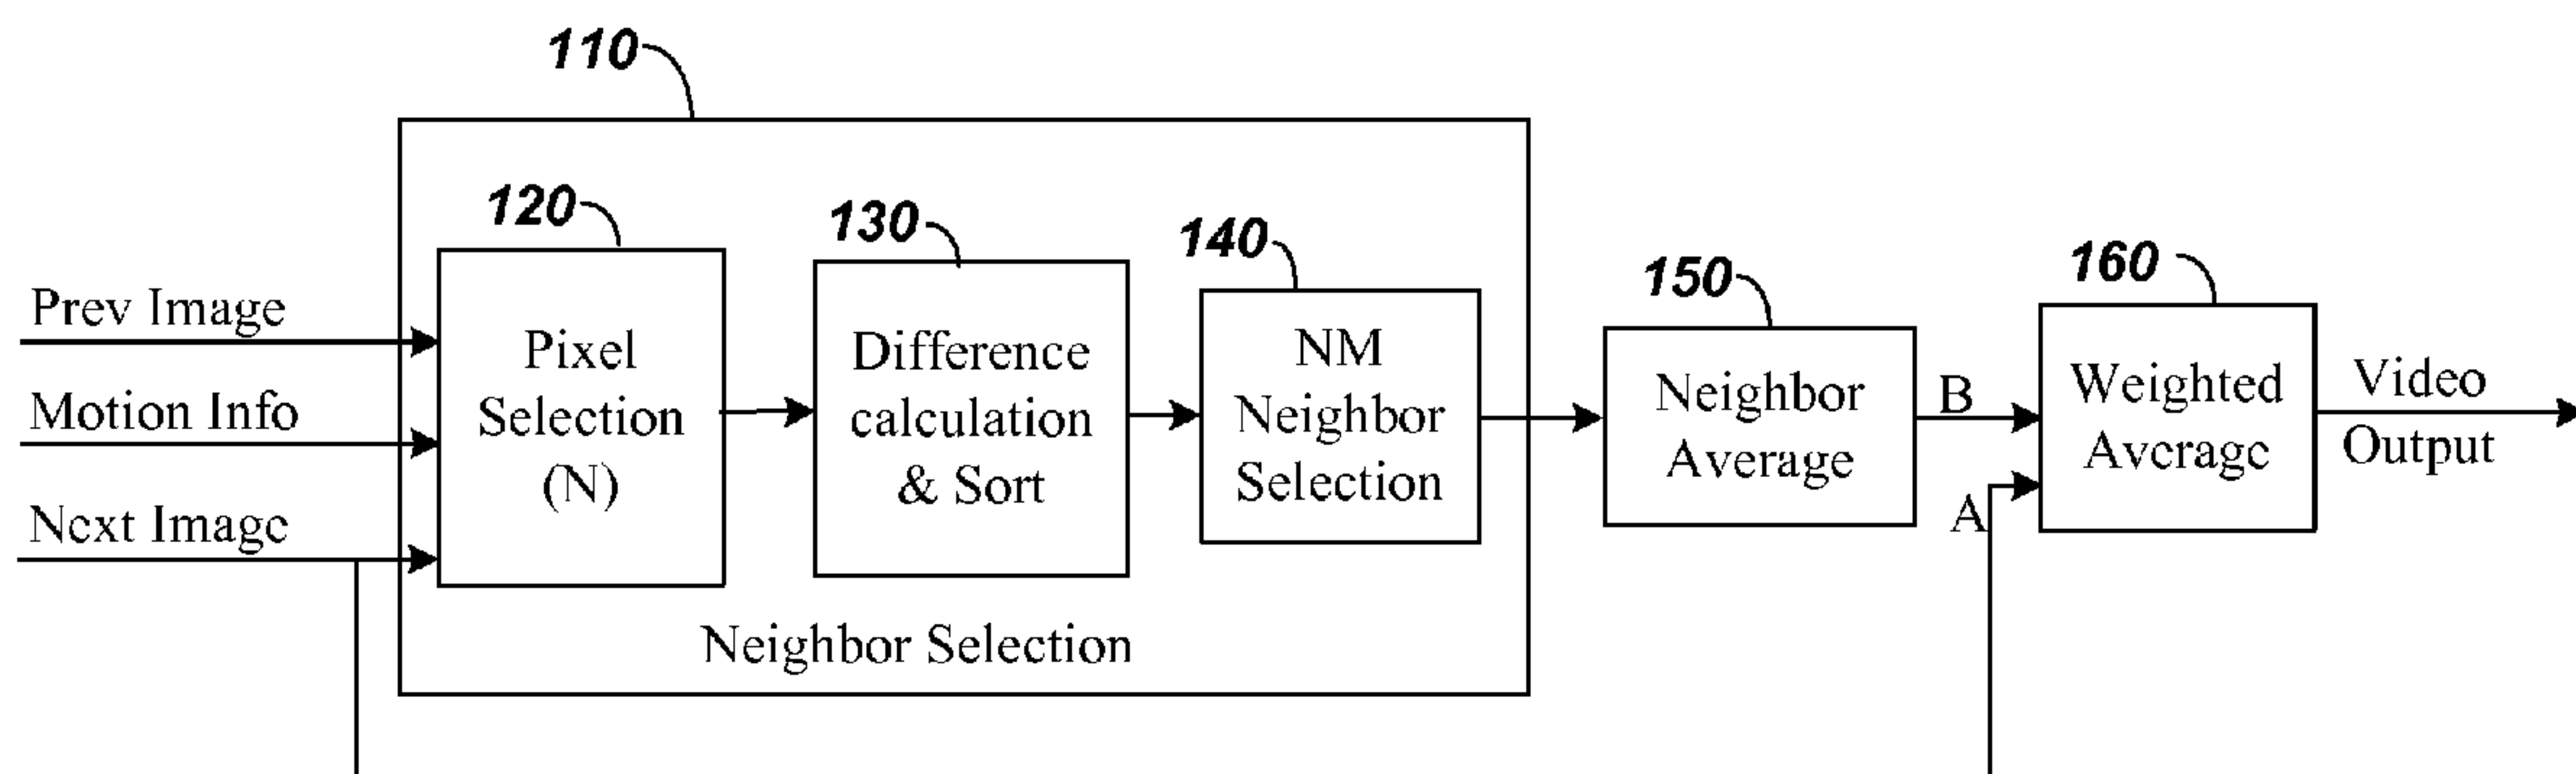 110
120
130
140
150
160
Prev Image
Motion Info
Next Image
Pixel
Selection
(N)
Difference
calculation
& Sort
NM
Neighbor
Selection
Neighbor Selection
Neighbor
Average
B
A
Weighted
Average
Video
Output